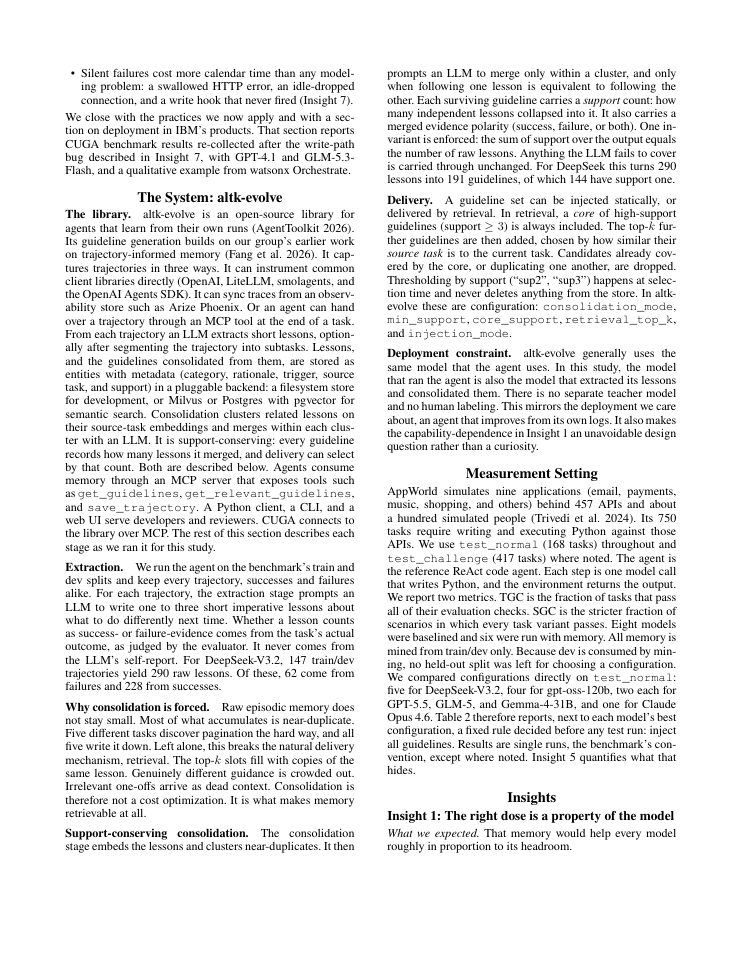 • Silent failures cost more calendar time than any model-
ing problem: a swallowed HTTP error, an idle-dropped
connection, and a write hook that never fired (Insight 7).
We close with the practices we now apply and with a sec-
tion on deployment in IBM's products. That section reports
CUGA benchmark results re-collected after the write-path
bug described in Insight 7, with GPT-4.1 and GLM-5.3-
Flash, and a qualitative example from watsonx Orchestrate.
The System: altk-evolve
The library. altk-evolve is an open-source library for
agents that learn from their own runs (AgentToolkit 2026).
Its guideline generation builds on our group's earlier work
on trajectory-informed memory (Fang et al. 2026). It cap-
tures trajectories in three ways. It can instrument common
client libraries directly (OpenAI, LiteLLM, smolagents, and
the OpenAI Agents SDK). It can sync traces from an observ-
ability store such as Arize Phoenix. Or an agent can hand
over a trajectory through an MCP tool at the end of a task.
From each trajectory an LLM extracts short lessons, option-
ally after segmenting the trajectory into subtasks. Lessons,
and the guidelines consolidated from them, are stored as
entities with metadata (category, rationale, trigger, source
task, and support) in a pluggable backend: a filesystem store
for development, or Milvus or Postgres with pgvector for
semantic search. Consolidation clusters related lessons on
their source-task embeddings and merges within each clus-
ter with an LLM. It is support-conserving: every guideline
records how many lessons it merged, and delivery can select
by that count. Both are described below. Agents consume
memory through an MCP server that exposes tools such
as get_guidelines, get_relevant_guidelines,
and save_trajectory. A Python client, a CLI, and a
web UI serve developers and reviewers. CUGA connects to
the library over MCP. The rest of this section describes each
stage as we ran it for this study.
Extraction. We run the agent on the benchmark's train and
dev splits and keep every trajectory, successes and failures
alike. For each trajectory, the extraction stage prompts an
LLM to write one to three short imperative lessons about
what to do differently next time. Whether a lesson counts
as success- or failure-evidence comes from the task's actual
outcome, as judged by the evaluator. It never comes from
the LLM's self-report. For DeepSeek-V3.2, 147 train/dev
trajectories yield 290 raw lessons. Of these, 62 come from
failures and 228 from successes.
Why consolidation is forced. Raw episodic memory does
not stay small. Most of what accumulates is near-duplicate.
Five different tasks discover pagination the hard way, and all
five write it down. Left alone, this breaks the natural delivery
mechanism, retrieval. The top-k slots fill with copies of the
same lesson. Genuinely different guidance is crowded out.
Irrelevant one-offs arrive as dead context. Consolidation is
therefore not a cost optimization. It is what makes memory
retrievable at all.
Support-conserving consolidation. The consolidation
stage embeds the lessons and clusters near-duplicates. It then
prompts an LLM to merge only within a cluster, and only
when following one lesson is equivalent to following the
other. Each surviving guideline carries a support count: how
many independent lessons collapsed into it. It also carries a
merged evidence polarity (success, failure, or both). One in-
variant is enforced: the sum of support over the output equals
the number of raw lessons. Anything the LLM fails to cover
is carried through unchanged. For DeepSeek this turns 290
lessons into 191 guidelines, of which 144 have support one.
Delivery. A guideline set can be injected statically, or
delivered by retrieval. In retrieval, a core of high-support
guidelines (support ≥ 3) is always included. The top-k fur-
ther guidelines are then added, chosen by how similar their
source task is to the current task. Candidates already cov-
ered by the core, or duplicating one another, are dropped.
Thresholding by support (“sup2”, “sup3”) happens at selec-
tion time and never deletes anything from the store. In altk-
evolve these are configuration: consolidation_mode,
min_support, core_support, retrieval_top_k,
and injection_mode.
Deployment constraint. altk-evolve generally uses the
same model that the agent uses. In this study, the model
that ran the agent is also the model that extracted its lessons
and consolidated them. There is no separate teacher model
and no human labeling. This mirrors the deployment we care
about, an agent that improves from its own logs. It also makes
the capability-dependence in Insight 1 an unavoidable design
question rather than a curiosity.
Measurement Setting
AppWorld simulates nine applications (email, payments,
music, shopping, and others) behind 457 APIs and about
a hundred simulated people (Trivedi et al. 2024). Its 750
tasks require writing and executing Python against those
APIs. We use test_normal (168 tasks) throughout and
test_challenge (417 tasks) where noted. The agent is
the reference ReAct code agent. Each step is one model call
that writes Python, and the environment returns the output.
We report two metrics. TGC is the fraction of tasks that pass
all of their evaluation checks. SGC is the stricter fraction of
scenarios in which every task variant passes. Eight models
were baselined and six were run with memory. All memory is
mined from train/dev only. Because dev is consumed by min-
ing, no held-out split was left for choosing a configuration.
We compared configurations directly on test_normal:
five for DeepSeek-V3.2, four for gpt-oss-120b, two each for
GPT-5.5, GLM-5, and Gemma-4-31B, and one for Claude
Opus 4.6. Table 2 therefore reports, next to each model's best
configuration, a fixed rule decided before any test run: inject
all guidelines. Results are single runs, the benchmark's con-
vention, except where noted. Insight 5 quantifies what that
hides.
Insights
Insight 1: The right dose is a property of the model
What we expected. That memory would help every model
roughly in proportion to its headroom.